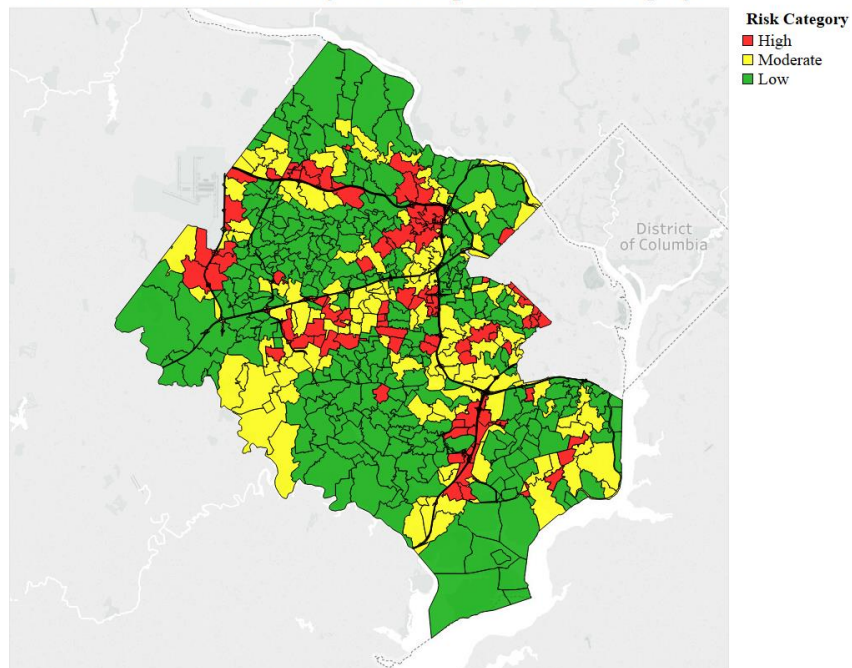 Risk Category
High
Moderate
Low
District
of Columbia